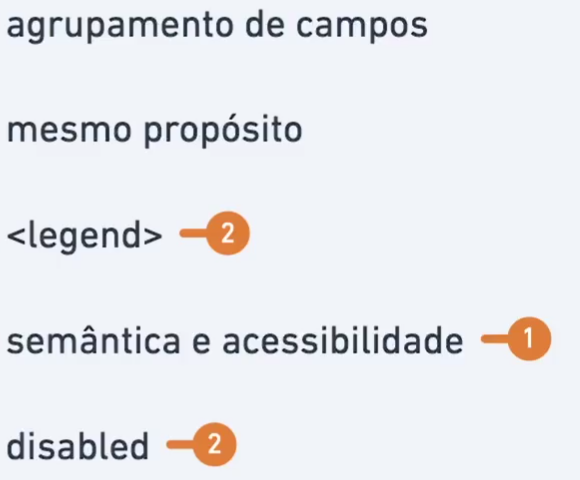 agrupamento de campos
mesmo propósito
<legend> 2
semântica e acessibilidade 1
disabled 2